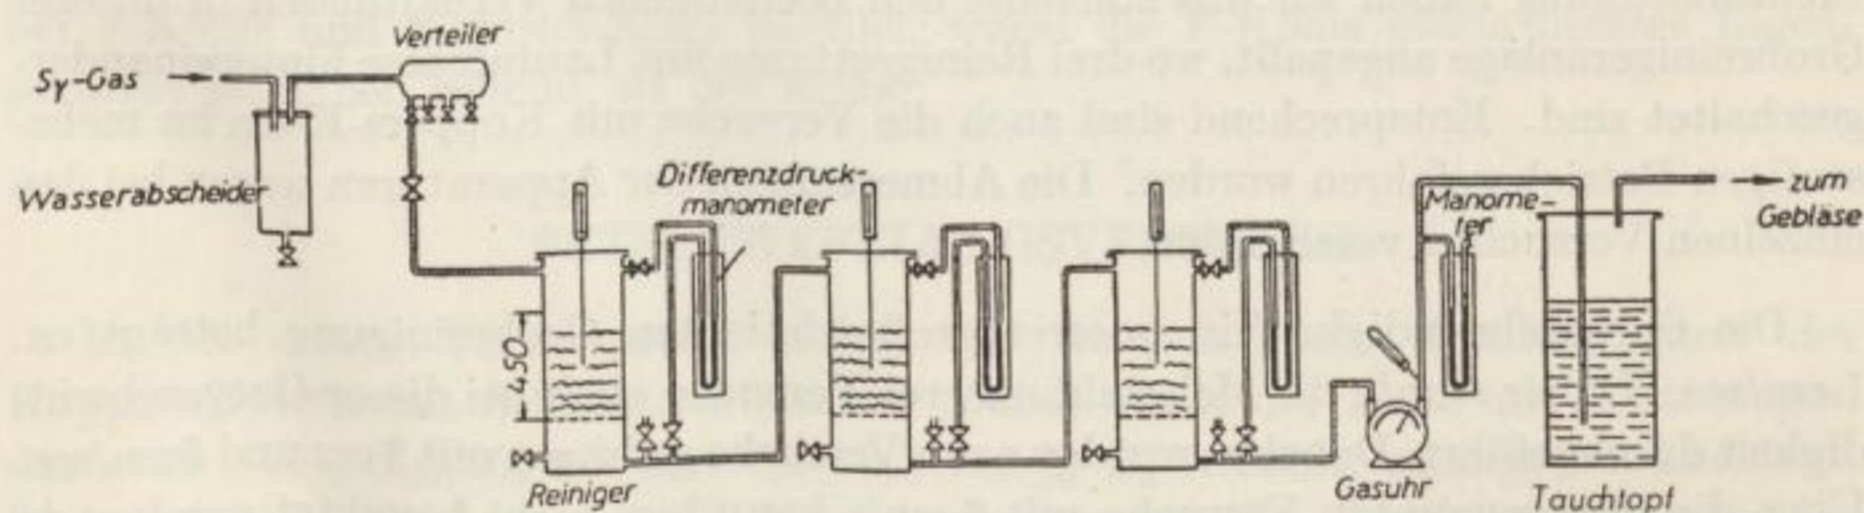 Verteiler
Sy-Gas
Wasserabscheider
Differenzdruck-
manometer
Manome-
ter
zum
Gebläse
450
Reiniger
Gasuhr
Tauchtopf